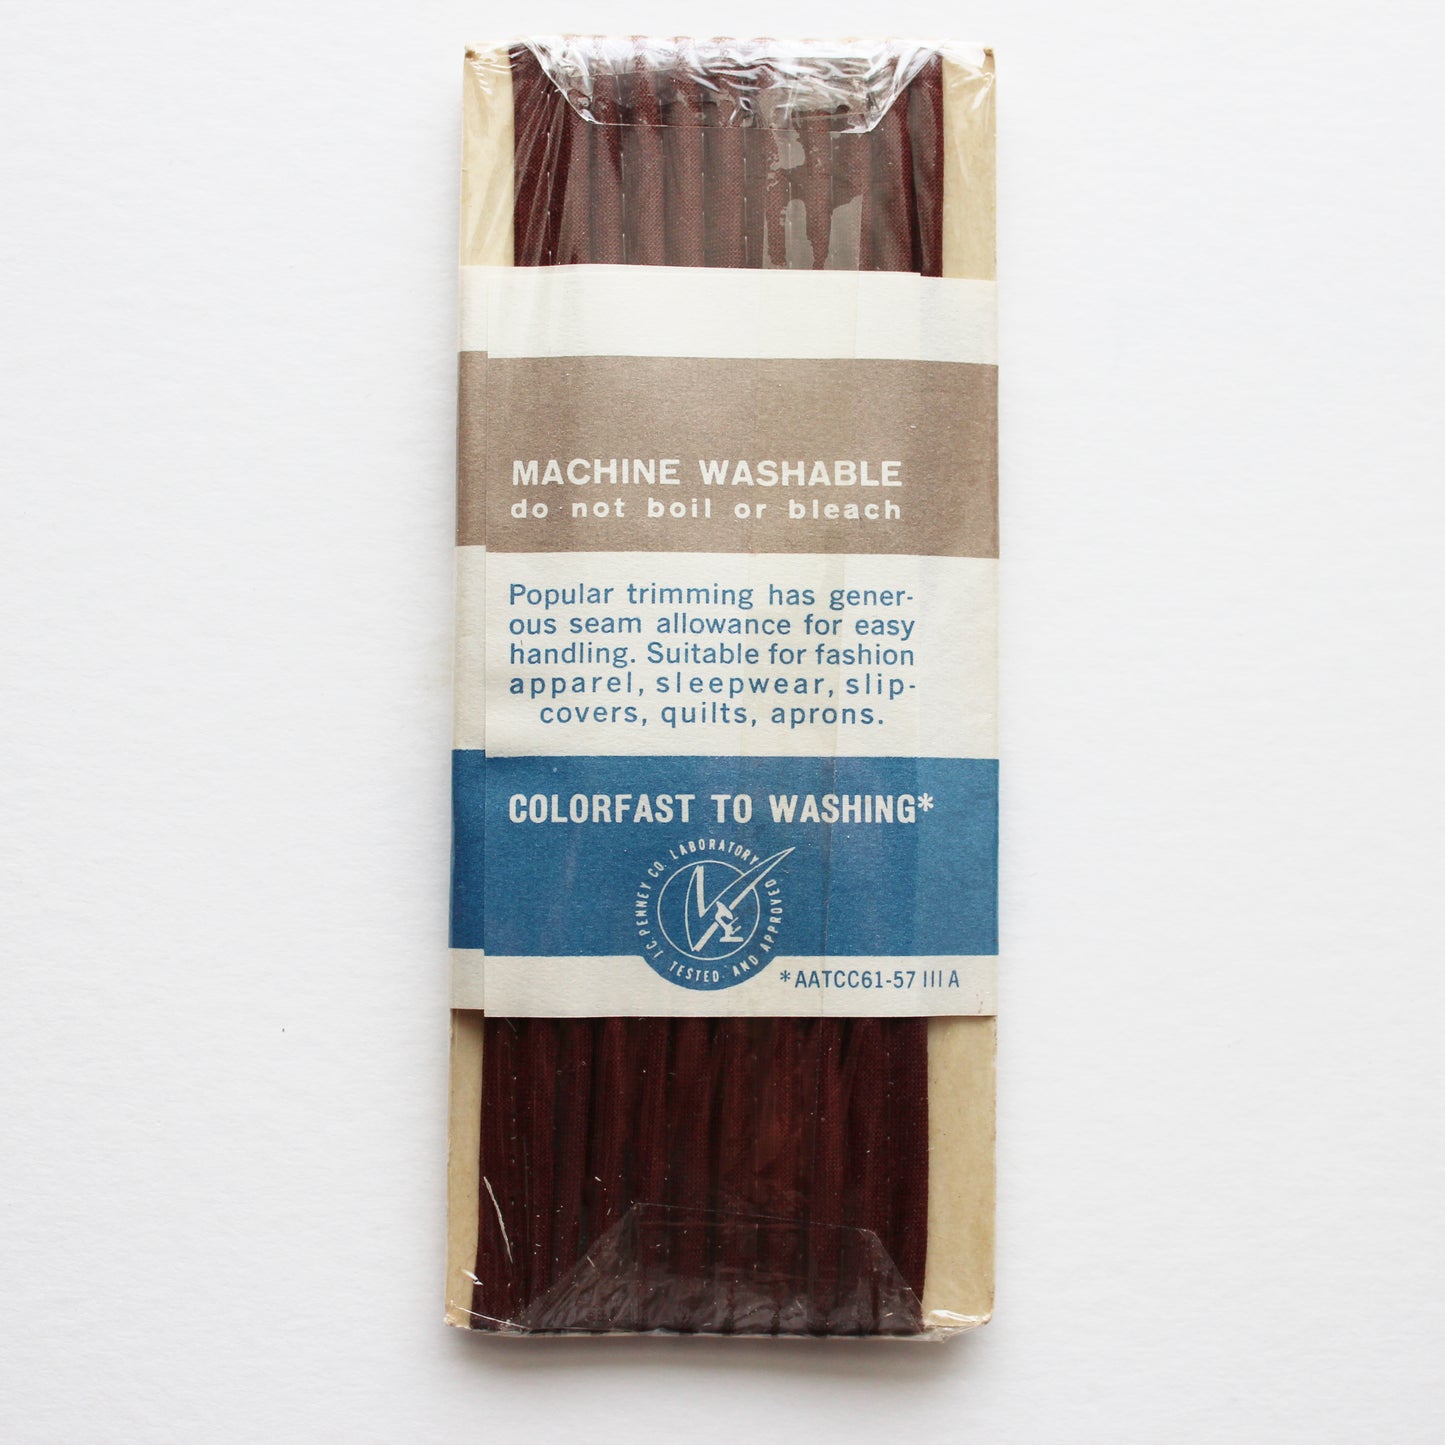 MACHINE WASHABLE
do not boil or bleach
Popular trimming has gener-
ous seam allowance for easy
handling. Suitable for fashion
apparel, sleepwear, slip-
covers, quilts, aprons.
COLORFAST TO WASHING*
J.C. PENNEY CO. LABORATORY
TESTED AND APPROVED
*AATCC61-57 III A